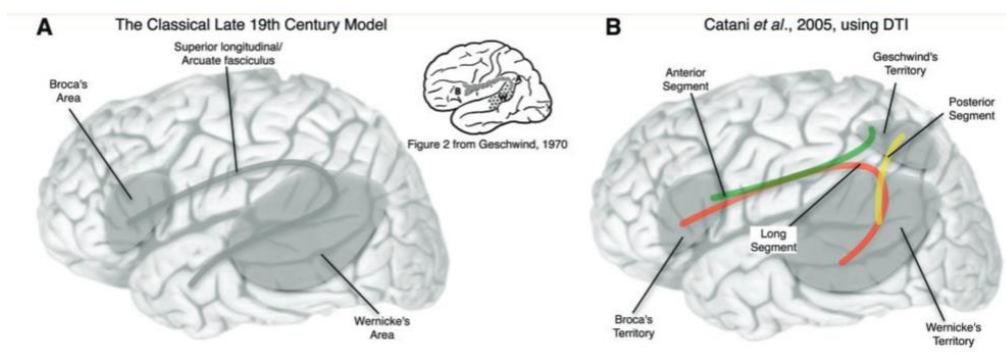 A
The Classical Late 19th Century Model
Superior longitudinal/
Arcuate fasciculus
Broca's
Area
Figure 2 from Geschwind, 1970
Wernicke's
Area
B
Catani et al., 2005, using DTI
Geschwind's
Territory
Anterior
Segment
Posterior
Segment
Long
Segment
Broca's
Territory
Wernicke's
Territory